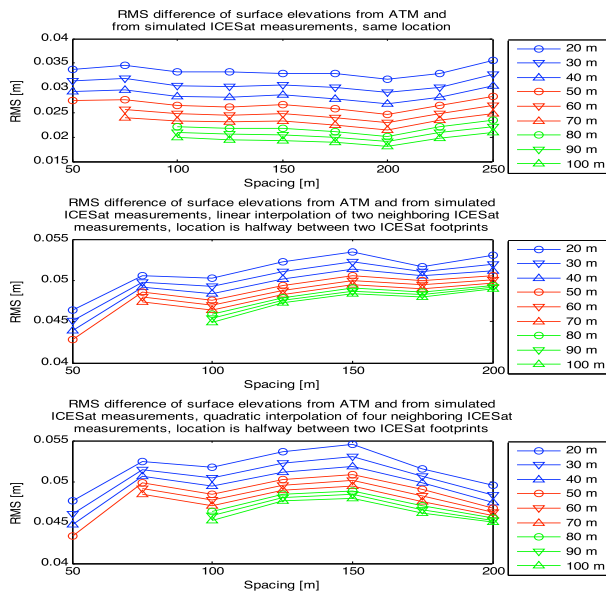 RMS difference of surface elevations from ATM and
from simulated ICESat measurements, same location
0.04
0.035
0.03
0.025
0.02
0.015
RMS [m]
50
100
150
200
250
Spacing [m]
20 m
30 m
40 m
50 m
60 m
70 m
80 m
90 m
100 m
RMS difference of surface elevations from ATM and from simulated
ICESat measurements, linear interpolation of two neighboring ICESat
measurements, location is halfway between two ICESat footprints
0.055
0.05
0.045
0.04
RMS [m]
50
100
150
200
Spacing [m]
20 m
30 m
40 m
50 m
60 m
70 m
80 m
90 m
100 m
RMS difference of surface elevations from ATM and from simulated
ICESat measurements, quadratic interpolation of four neighboring ICESat
measurements, location is halfway between two ICESat footprints
0.055
0.05
0.045
0.04
RMS [m]
50
100
150
200
Spacing [m]
20 m
30 m
40 m
50 m
60 m
70 m
80 m
90 m
100 m